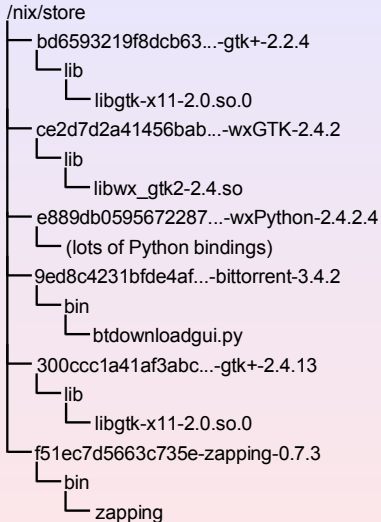 /nix/store
bd6593219f8dcb63...-gtk+-2.2.4
lib
libgtk-x11-2.0.so.0
ce2d7d2a41456bab...-wxGTK-2.4.2
lib
libwx_gtk2-2.4.so
e889db0595672287...-wxPython-2.4.2.4
(lots of Python bindings)
9ed8c4231bfde4af...-bittorrent-3.4.2
bin
btdownloadgui.py
300ccc1a41af3abc...-gtk+-2.4.13
lib
libgtk-x11-2.0.so.0
f51ec7d5663c735e-zapping-0.7.3
bin
zapping